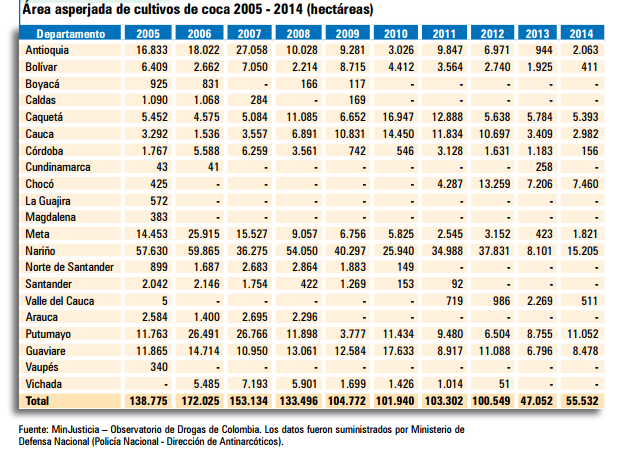 Área asperjada de cultivos de coca 2005 - 2014 (hectáreas)
Departamento 2005 2006 2007 2008 2009 2010 2011 2012 2013 2014
Antioquia 16.833 18.022 27.058 10.028 9.281 3.026 9.847 6.971 944 2.063
Bolívar 6.409 2.662 7.050 2.214 8.715 4.412 3.564 2.740 1.925 411
Boyacá 925 831 - 166 117 - - - - -
Caldas 1.090 1.068 284 - 169 - - - - -
Caquetá 5.452 4.575 5.084 11.085 6.652 16.947 12.888 5.638 5.784 5.393
Cauca 3.292 1.536 3.557 6.891 10.831 14.450 11.834 10.697 3.409 2.982
Córdoba 1.767 5.588 6.259 3.561 742 546 3.128 1.631 1.183 156
Cundinamarca 43 41 - - - - - - 258 -
Chocó 425 - - - - - 4.287 13.259 7.206 7.460
La Guajira 572 - - - - - - - - -
Magdalena 383 - - - - - - - - -
Meta 14.453 25.915 15.527 9.057 6.756 5.825 2.545 3.152 423 1.821
Nariño 57.630 59.865 36.275 54.050 40.297 25.940 34.988 37.831 8.101 15.205
Norte de Santander 899 1.687 2.683 2.864 1.883 149 - - - -
Santander 2.042 2.146 1.754 422 1.269 153 92 - - -
Valle del Cauca 5 - - - - - 719 986 2.269 511
Arauca 2.584 1.400 2.695 2.296 - - - - - -
Putumayo 11.763 26.491 26.766 11.898 3.777 11.434 9.480 6.504 8.755 11.052
Guaviare 11.865 14.714 10.950 13.061 12.584 17.633 8.917 11.088 6.796 8.478
Vaupés 340 - - - - - - - - -
Vichada - 5.485 7.193 5.901 1.699 1.426 1.014 51 - -
Total 138.775 172.025 153.134 133.496 104.772 101.940 103.302 100.549 47.052 55.532
Fuente: MinJusticia – Observatorio de Drogas de Colombia. Los datos fueron suministrados por Ministerio de
Defensa Nacional (Policía Nacional - Dirección de Antinarcóticos).